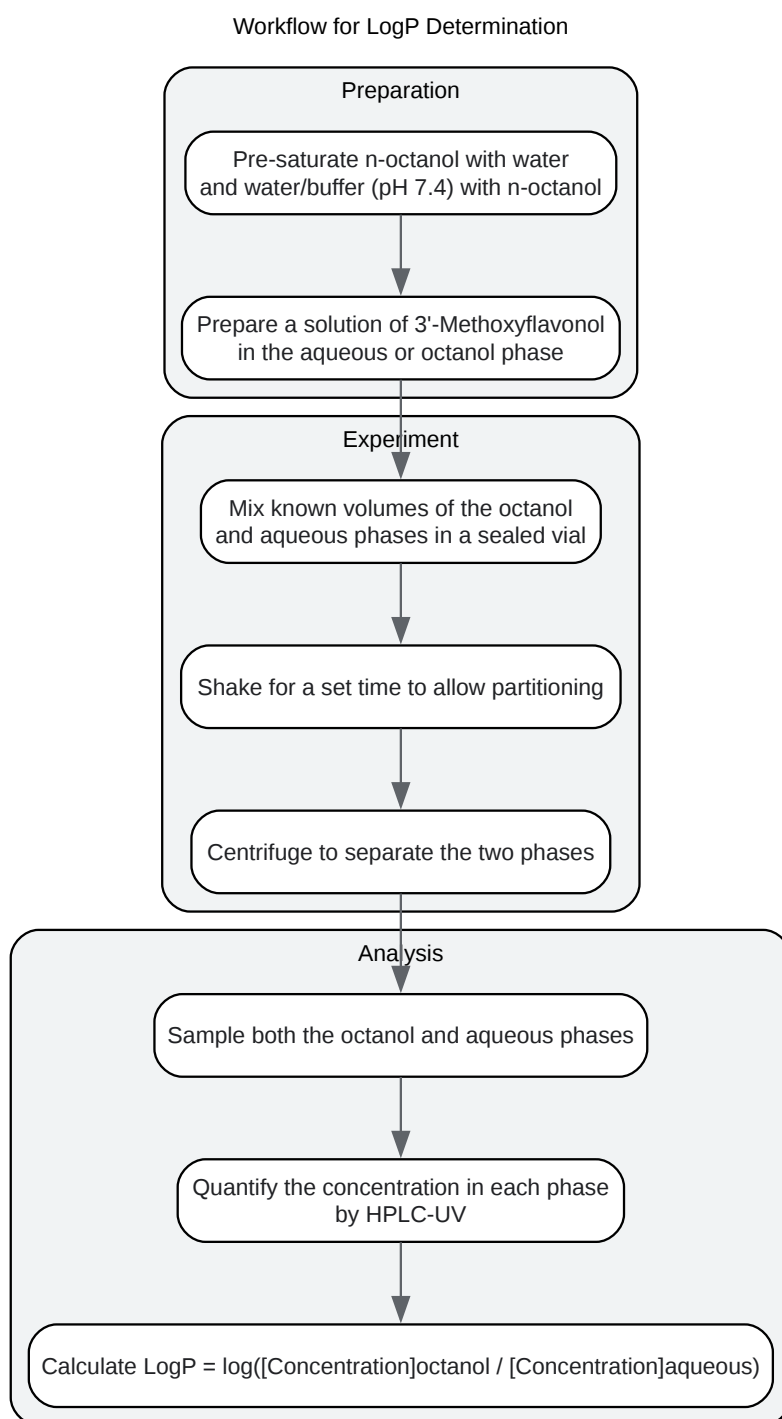 Workflow for LogP Determination
Preparation
Pre-saturate n-octanol with water
and water/buffer (pH 7.4) with n-octanol
Prepare a solution of 3'-Methoxyflavonol
in the aqueous or octanol phase
Experiment
Mix known volumes of the octanol
and aqueous phases in a sealed vial
Shake for a set time to allow partitioning
Centrifuge to separate the two phases
Analysis
Sample both the octanol and aqueous phases
Quantify the concentration in each phase
by HPLC-UV
Calculate LogP = log([Concentration]octanol / [Concentration]aqueous)